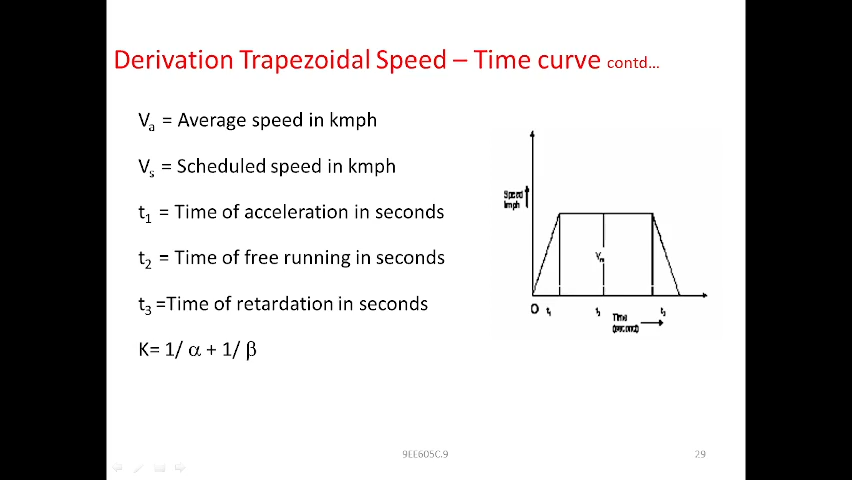 Derivation Trapezoidal Speed – Time curve contd…
Va = Average speed in kmph
Vs = Scheduled speed in kmph
t1 = Time of acceleration in seconds
t2 = Time of free running in seconds
t3 =Time of retardation in seconds
K= 1/ α + 1/ β
Speed
kmph
Vm
O t1 t2 t3
Time
(second)
9EE605C.9
29